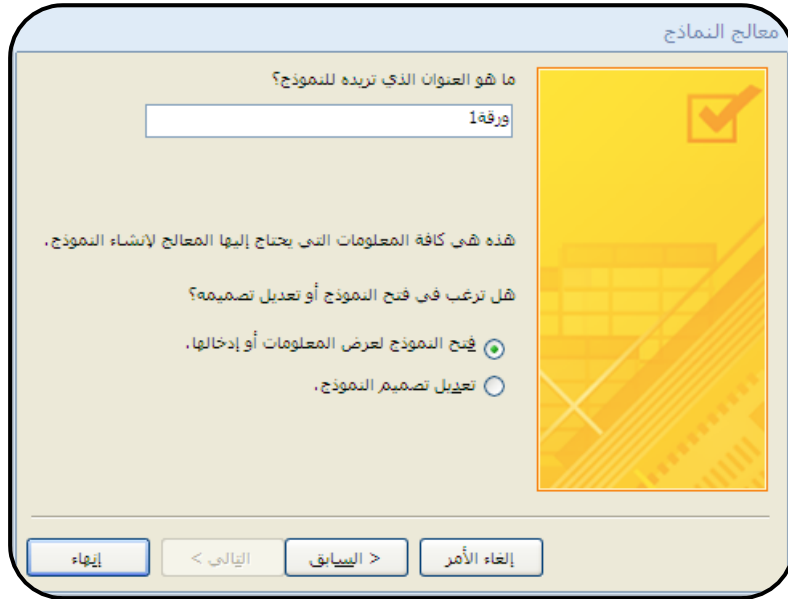 معالج النماذج
ما هو العنوان الذي تريده للنموذج؟
ورقة1
هذه هي كافة المعلومات التي يحتاج إليها المعالج لإنشاء النموذج.
هل ترغب في فتح النموذج أو تعديل تصميمه؟
فتح النموذج لعرض المعلومات أو إدخالها.
تعديل تصميم النموذج.
إلغاء الأمر
< السابق
التالي >
إنهاء